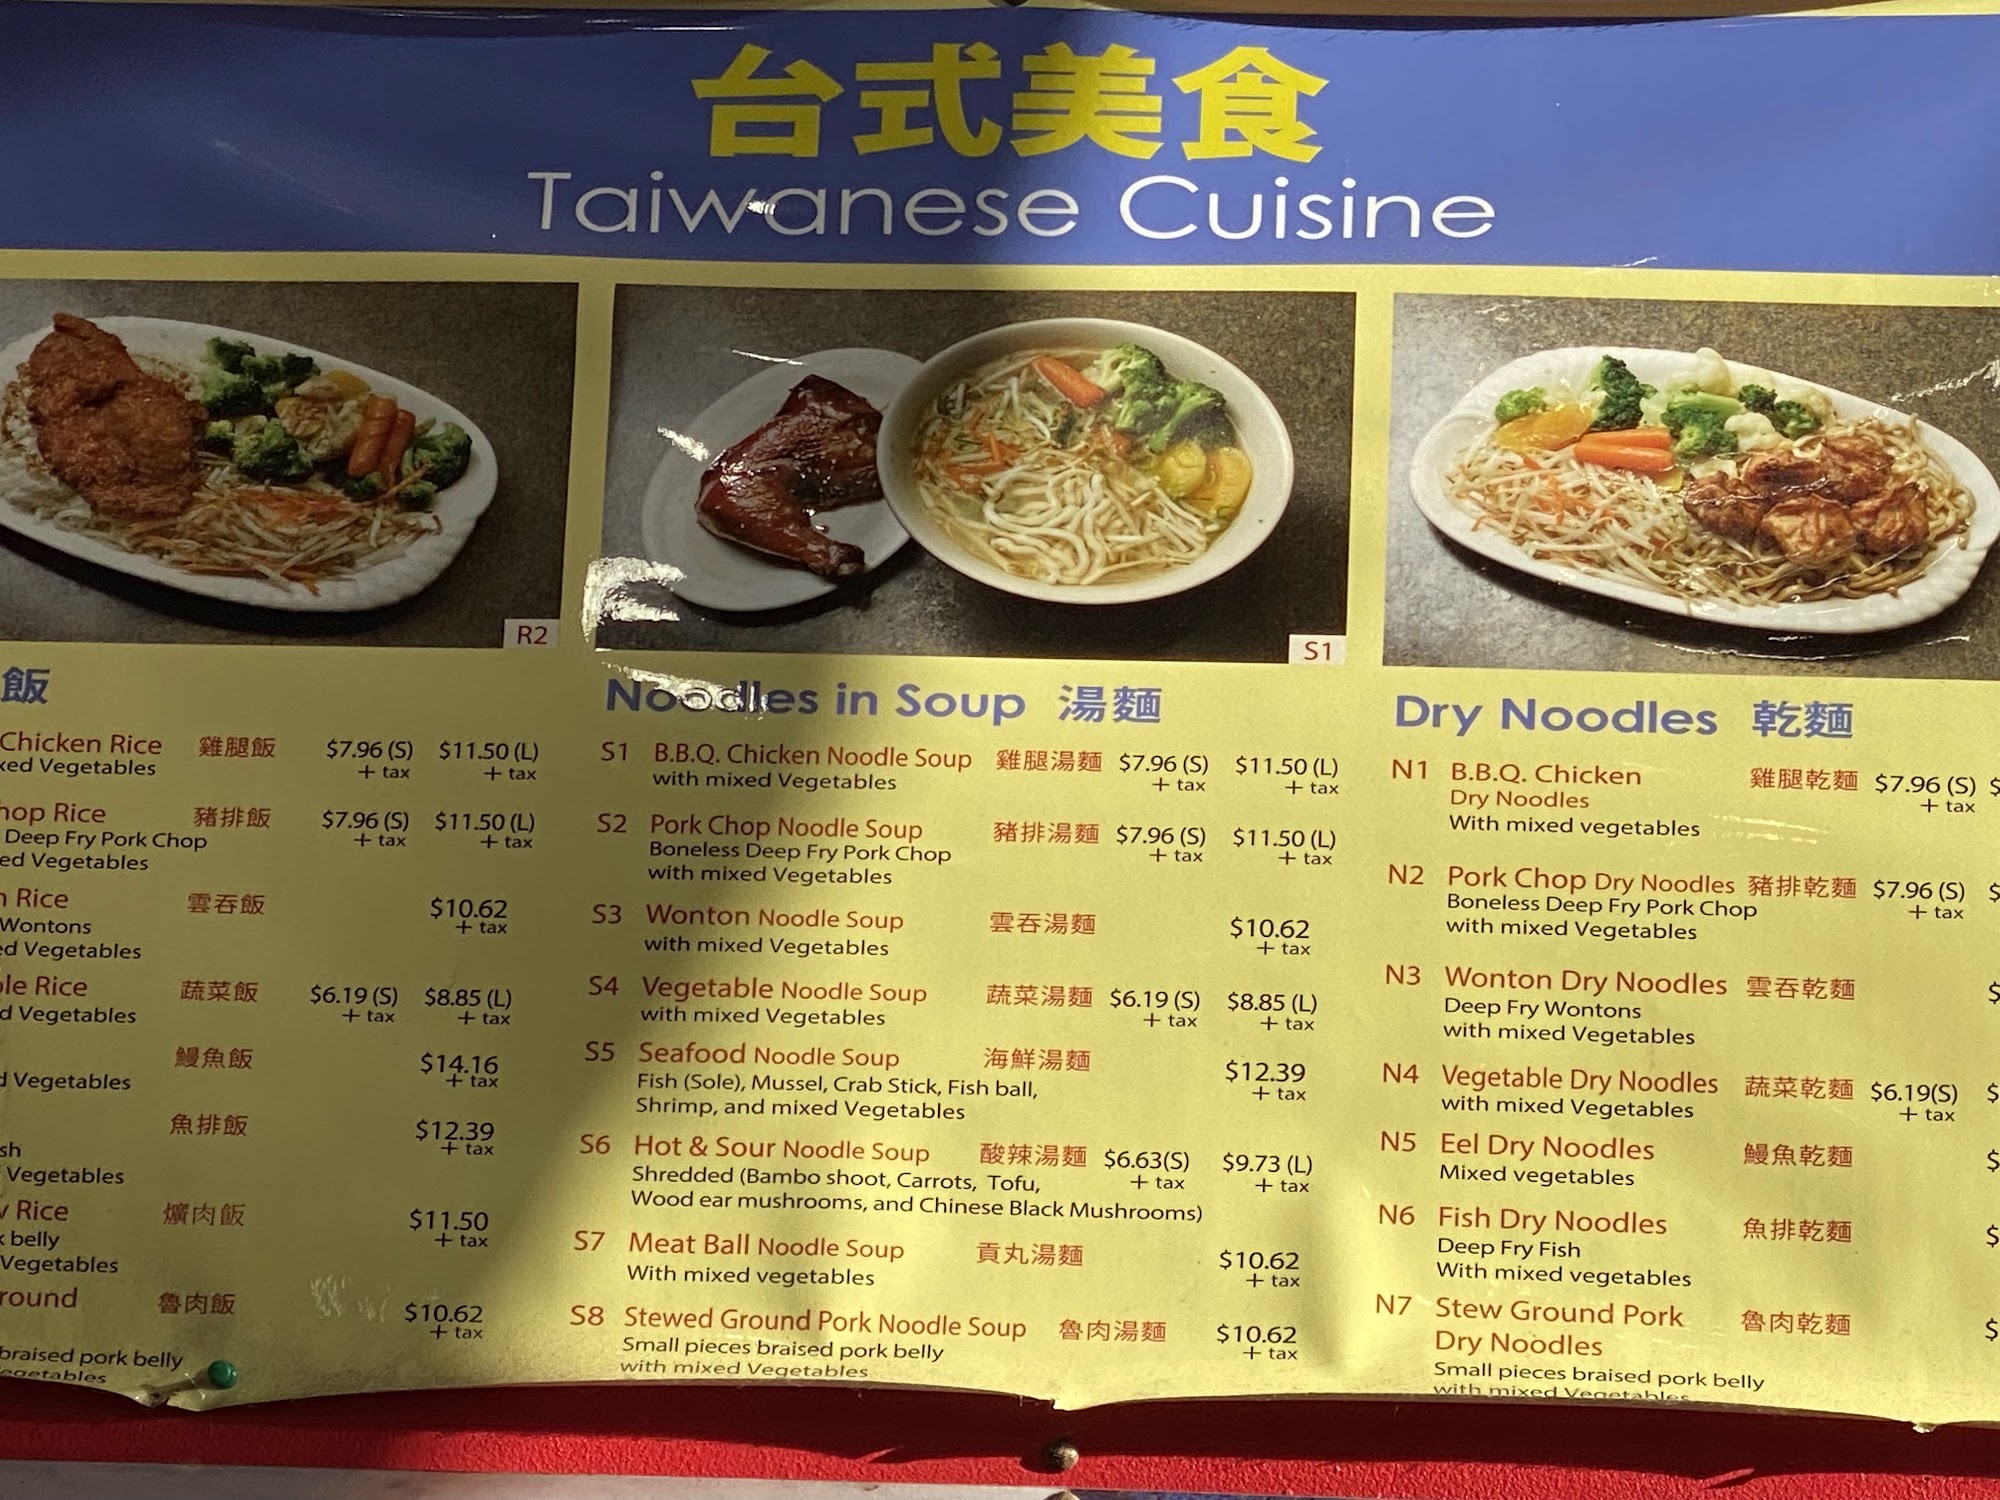 台式美食
Taiwanese Cuisine
R2
S1
飯
Chicken Rice 雞腿飯 $7.96 (S) $11.50 (L)
Vegetables + tax + tax
Rice 豬排飯 $7.96 (S) $11.50 (L)
Deep Fry Pork Chop + tax + tax
Vegetables
Rice 雲吞飯 $10.62
Wontons + tax
Vegetables
Rice 蔬菜飯 $6.19 (S) $8.85 (L)
Vegetables + tax + tax
鰻魚飯 $14.16
Vegetables + tax
魚排飯 $12.39
+ tax
Vegetables
Rice 爌肉飯 $11.50
belly + tax
Vegetables
魯肉飯 $10.62
+ tax
braised pork belly
Noodles in Soup 湯麵
S1 B.B.Q. Chicken Noodle Soup 雞腿湯麵 $7.96 (S) $11.50 (L)
with mixed Vegetables + tax + tax
S2 Pork Chop Noodle Soup 豬排湯麵 $7.96 (S) $11.50 (L)
Boneless Deep Fry Pork Chop + tax + tax
with mixed Vegetables
S3 Wonton Noodle Soup 雲吞湯麵 $10.62
with mixed Vegetables + tax
S4 Vegetable Noodle Soup 蔬菜湯麵 $6.19 (S) $8.85 (L)
with mixed Vegetables + tax + tax
S5 Seafood Noodle Soup 海鮮湯麵 $12.39
Fish (Sole), Mussel, Crab Stick, Fish ball, + tax
Shrimp, and mixed Vegetables
S6 Hot & Sour Noodle Soup 酸辣湯麵 $6.63(S) $9.73 (L)
Shredded (Bambo shoot, Carrots, Tofu, + tax + tax
Wood ear mushrooms, and Chinese Black Mushrooms)
S7 Meat Ball Noodle Soup 貢丸湯麵 $10.62
With mixed vegetables + tax
S8 Stewed Ground Pork Noodle Soup 魯肉湯麵 $10.62
Small pieces braised pork belly + tax
with mixed Vegetables
Dry Noodles 乾麵
N1 B.B.Q. Chicken 雞腿乾麵 $7.96 (S) $
Dry Noodles + tax
With mixed vegetables
N2 Pork Chop Dry Noodles 豬排乾麵 $7.96 (S) $
Boneless Deep Fry Pork Chop + tax
with mixed Vegetables
N3 Wonton Dry Noodles 雲吞乾麵 $
Deep Fry Wontons
with mixed Vegetables
N4 Vegetable Dry Noodles 蔬菜乾麵 $6.19(S) $
with mixed Vegetables + tax
N5 Eel Dry Noodles 鰻魚乾麵 $
Mixed vegetables
N6 Fish Dry Noodles 魚排乾麵 $
Deep Fry Fish
With mixed vegetables
N7 Stew Ground Pork 魯肉乾麵 $
Dry Noodles
Small pieces braised pork belly
with mixed Vegetables